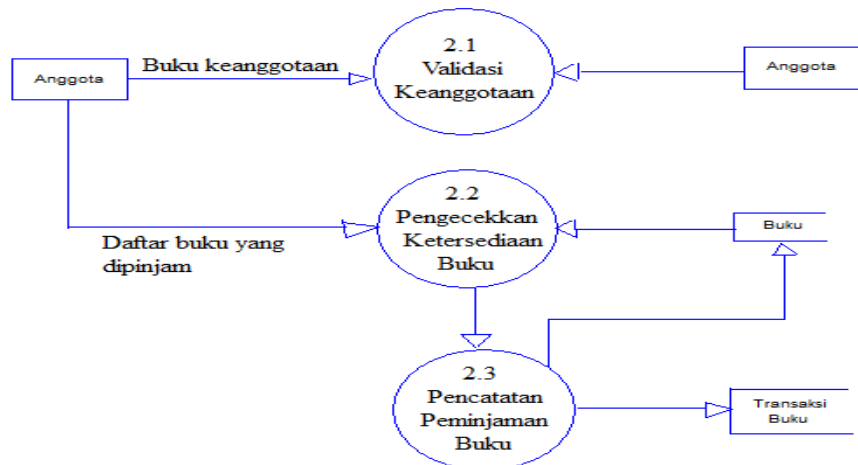 Anggota
Buku keanggotaan
2.1
Validasi
Keanggotaan
Anggota
Daftar buku yang
dipinjam
2.2
Pengecekkan
Ketersediaan
Buku
Buku
2.3
Pencatatan
Peminjaman
Buku
Transaksi
Buku